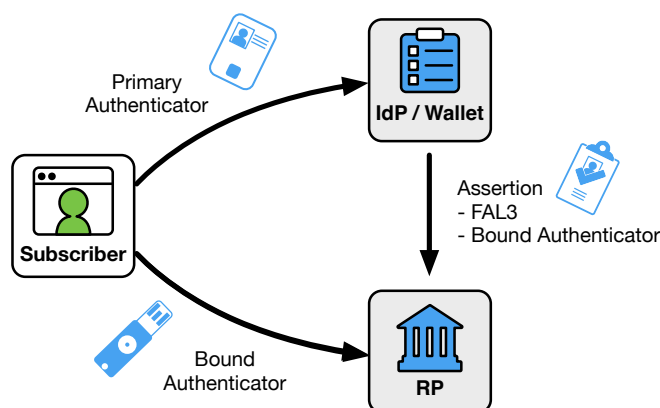 Primary
Authenticator
IdP / Wallet
Assertion
- FAL3
- Bound Authenticator
Subscriber
Bound
Authenticator
RP